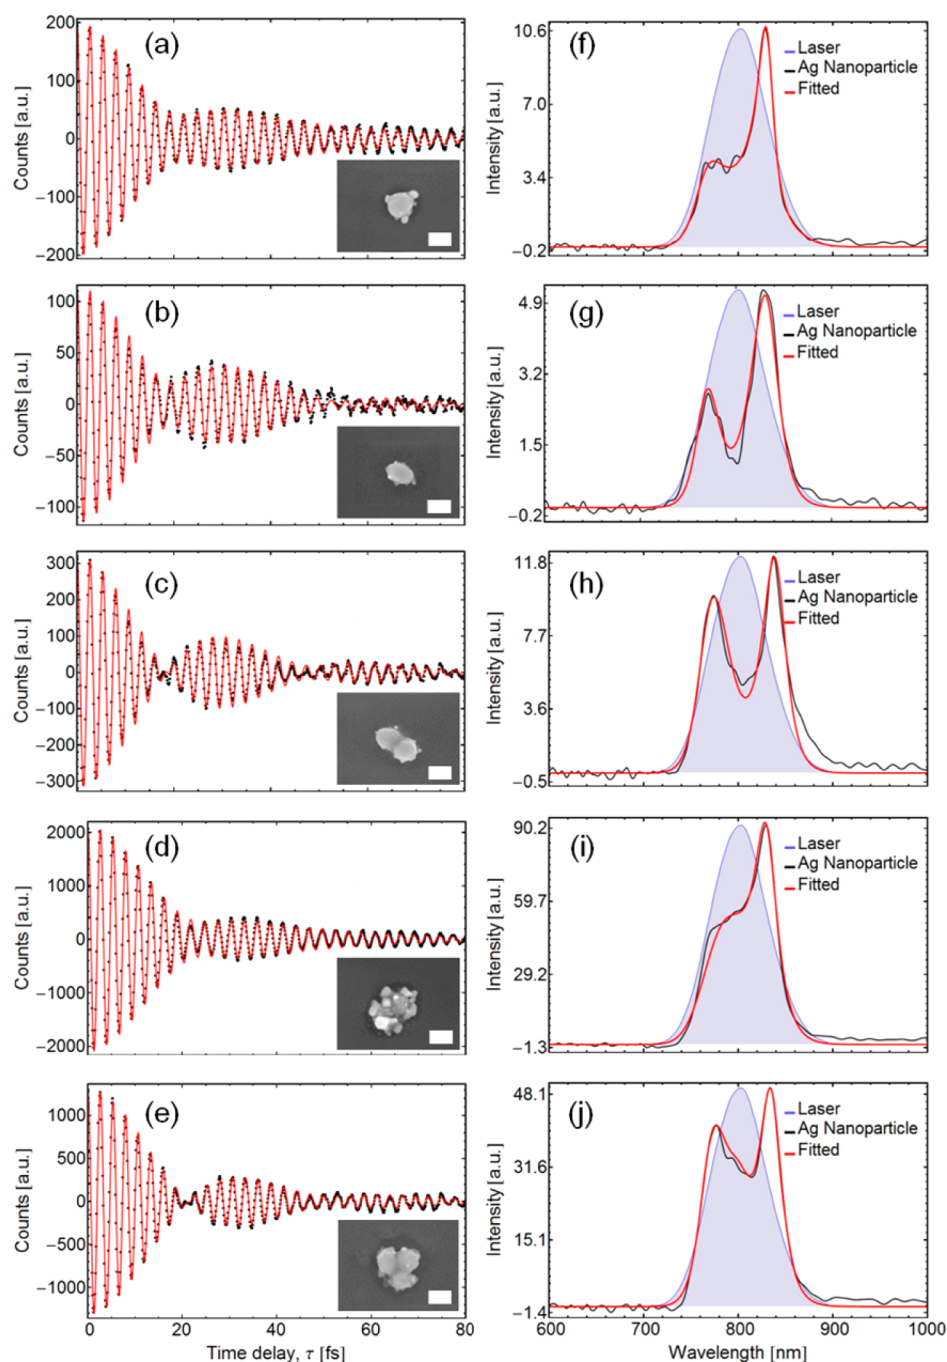 (a)
Counts [a.u.]
200
100
0
−100
−200
(f)
Intensity [a.u.]
10.6
7.0
3.4
−0.2
Laser
Ag Nanoparticle
Fitted
(b)
Counts [a.u.]
100
50
0
−50
−100
(g)
Intensity [a.u.]
4.9
3.2
1.5
−0.2
Laser
Ag Nanoparticle
Fitted
(c)
Counts [a.u.]
300
200
100
0
−100
−200
−300
(h)
Intensity [a.u.]
11.8
7.7
3.6
−0.5
Laser
Ag Nanoparticle
Fitted
(d)
Counts [a.u.]
2000
1000
0
−1000
−2000
(i)
Intensity [a.u.]
90.2
59.7
29.2
−1.3
Laser
Ag Nanoparticle
Fitted
(e)
Counts [a.u.]
1000
500
0
−500
−1000
0 20 40 60 80
Time delay, τ [fs]
(j)
Intensity [a.u.]
48.1
31.6
15.1
−1.4
Laser
Ag Nanoparticle
Fitted
600 700 800 900 1000
Wavelength [nm]